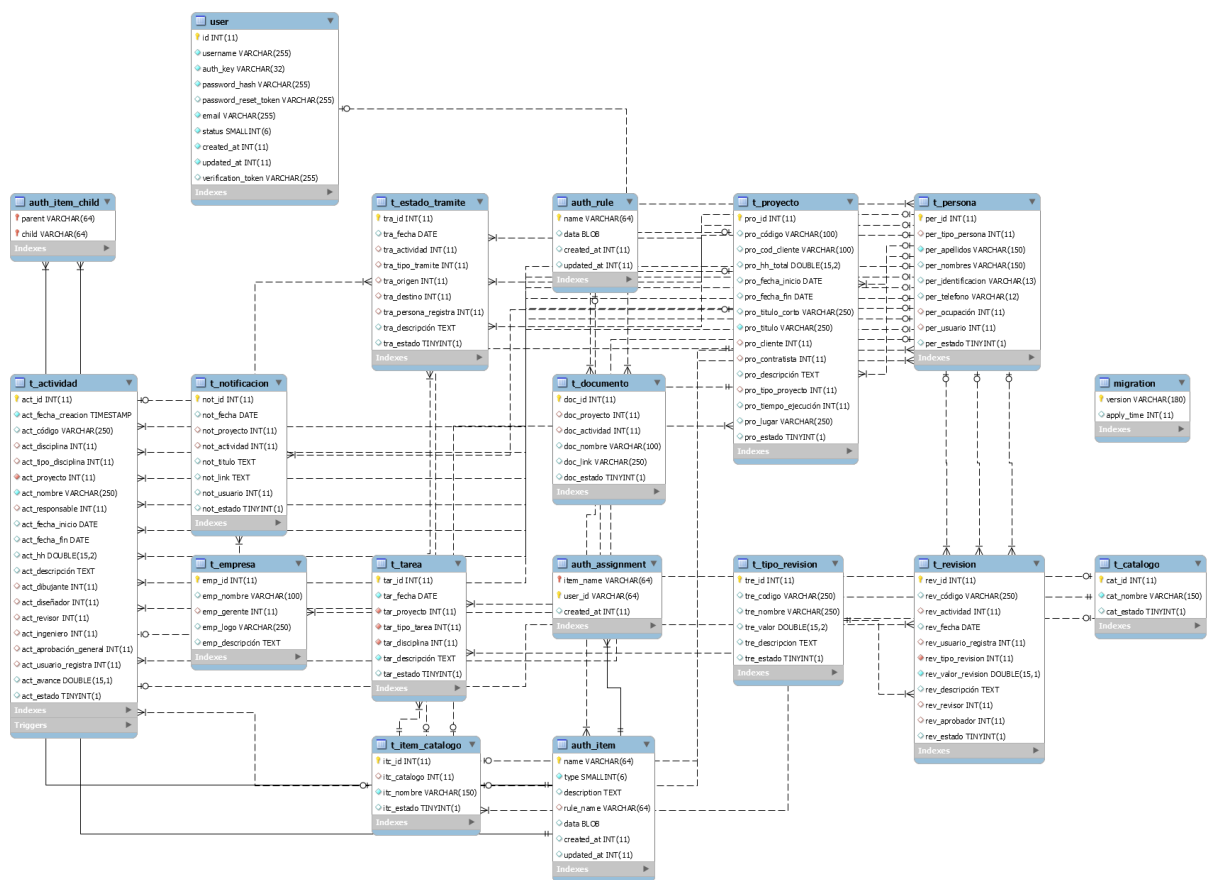 user
id INT(11)
username VARCHAR(255)
auth_key VARCHAR(32)
password_hash VARCHAR(255)
password_reset_token VARCHAR(255)
email VARCHAR(255)
status SMALLINT(6)
created_at INT(11)
updated_at INT(11)
verification_token VARCHAR(255)
Indexes
auth_item_child
parent VARCHAR(64)
child VARCHAR(64)
Indexes
t_estado_tramite
tra_id INT(11)
tra_fecha DATE
tra_actividad INT(11)
tra_tipo_tramite INT(11)
tra_origen INT(11)
tra_destino INT(11)
tra_persona_registra INT(11)
tra_descripción TEXT
tra_estado TINYINT(1)
Indexes
auth_rule
name VARCHAR(64)
data BLOB
created_at INT(11)
updated_at INT(11)
Indexes
t_proyecto
pro_id INT(11)
pro_código VARCHAR(100)
pro_cod_cliente VARCHAR(100)
pro_hh_total DOUBLE(15,2)
pro_fecha_inicio DATE
pro_fecha_fin DATE
pro_titulo_corto VARCHAR(250)
pro_titulo VARCHAR(250)
pro_cliente INT(11)
pro_contratista INT(11)
pro_descripción TEXT
pro_tipo_proyecto INT(11)
pro_tiempo_ejecución INT(11)
pro_lugar VARCHAR(250)
pro_estado TINYINT(1)
Indexes
t_persona
per_id INT(11)
per_tipo_persona INT(11)
per_apellidos VARCHAR(150)
per_nombres VARCHAR(150)
per_identificacion VARCHAR(13)
per_telefono VARCHAR(12)
per_ocupación INT(11)
per_usuario INT(11)
per_estado TINYINT(1)
Indexes
t_actividad
act_id INT(11)
act_fecha_creacion TIMESTAMP
act_código VARCHAR(250)
act_disciplina INT(11)
act_tipo_disciplina INT(11)
act_proyecto INT(11)
act_nombre VARCHAR(250)
act_responsable INT(11)
act_fecha_inicio DATE
act_fecha_fin DATE
act_hh DOUBLE(15,2)
act_descripción TEXT
act_dibujante INT(11)
act_diseñador INT(11)
act_revisor INT(11)
act_ingeniero INT(11)
act_aprobación_general INT(11)
act_usuario_registra INT(11)
act_avance DOUBLE(15,1)
act_estado TINYINT(1)
Indexes
Triggers
t_notificacion
not_id INT(11)
not_fecha DATE
not_proyecto INT(11)
not_actividad INT(11)
not_titulo TEXT
not_link TEXT
not_usuario INT(11)
not_estado TINYINT(1)
Indexes
t_documento
doc_id INT(11)
doc_proyecto INT(11)
doc_actividad INT(11)
doc_nombre VARCHAR(100)
doc_link VARCHAR(250)
doc_estado TINYINT(1)
Indexes
migration
version VARCHAR(180)
apply_time INT(11)
Indexes
t_empresa
emp_id INT(11)
emp_nombre VARCHAR(100)
emp_gerente INT(11)
emp_logo VARCHAR(250)
emp_descripción TEXT
Indexes
t_tarea
tar_id INT(11)
tar_fecha DATE
tar_proyecto INT(11)
tar_tipo_tarea INT(11)
tar_disciplina INT(11)
tar_descripción TEXT
tar_estado TINYINT(1)
Indexes
auth_assignment
item_name VARCHAR(64)
user_id VARCHAR(64)
created_at INT(11)
Indexes
t_tipo_revision
tre_id INT(11)
tre_codigo VARCHAR(250)
tre_nombre VARCHAR(250)
tre_valor DOUBLE(15,2)
tre_descripcion TEXT
tre_estado TINYINT(1)
Indexes
t_revision
rev_id INT(11)
rev_código VARCHAR(250)
rev_actividad INT(11)
rev_fecha DATE
rev_usuario_registra INT(11)
rev_tipo_revision INT(11)
rev_valor_revision DOUBLE(15,1)
rev_descripción TEXT
rev_revisor INT(11)
rev_aprobador INT(11)
rev_estado TINYINT(1)
Indexes
t_catalogo
cat_id INT(11)
cat_nombre VARCHAR(150)
cat_estado TINYINT(1)
Indexes
t_item_catalogo
itc_id INT(11)
itc_catalogo INT(11)
itc_nombre VARCHAR(150)
itc_estado TINYINT(1)
Indexes
auth_item
name VARCHAR(64)
type SMALLINT(6)
description TEXT
rule_name VARCHAR(64)
data BLOB
created_at INT(11)
updated_at INT(11)
Indexes